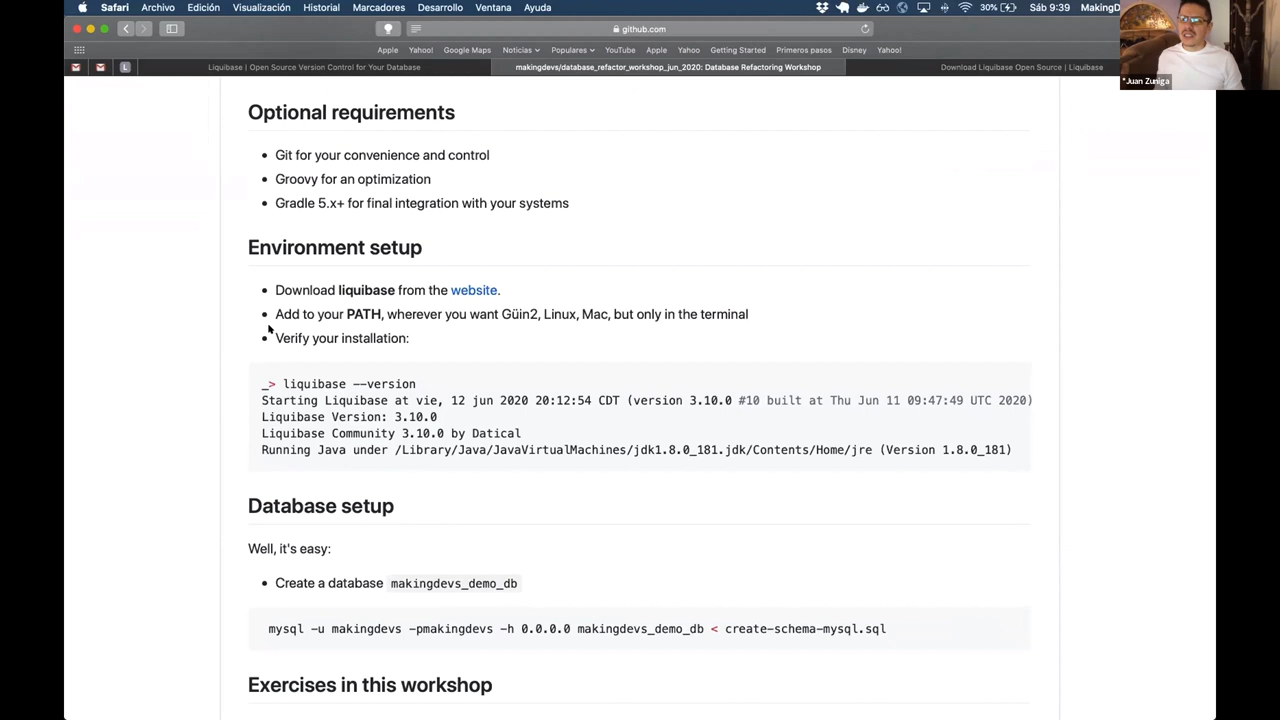 Safari Archivo Edición Visualización Historial Marcadores Desarrollo Ventana Ayuda 30% Sáb 9:39 MakingD
github.com
Apple Yahoo! Google Maps Noticias Populares YouTube Apple Yahoo Getting Started Primeros pasos Disney Yahoo!
L Liquibase | Open Source Version Control for Your Database makingdevs/database_refactor_workshop_jun_2020: Database Refactoring Workshop Download Liquibase Open Source | Liquibase
*Juan Zuniga
Optional requirements
• Git for your convenience and control
• Groovy for an optimization
• Gradle 5.x+ for final integration with your systems
Environment setup
• Download liquibase from the website.
• Add to your PATH, wherever you want Güin2, Linux, Mac, but only in the terminal
• Verify your installation:
_> liquibase --version
Starting Liquibase at vie, 12 jun 2020 20:12:54 CDT (version 3.10.0 #10 built at Thu Jun 11 09:47:49 UTC 2020)
Liquibase Version: 3.10.0
Liquibase Community 3.10.0 by Datical
Running Java under /Library/Java/JavaVirtualMachines/jdk1.8.0_181.jdk/Contents/Home/jre (Version 1.8.0_181)
Database setup
Well, it's easy:
• Create a database makingdevs_demo_db
mysql -u makingdevs -pmakingdevs -h 0.0.0.0 makingdevs_demo_db < create-schema-mysql.sql
Exercises in this workshop